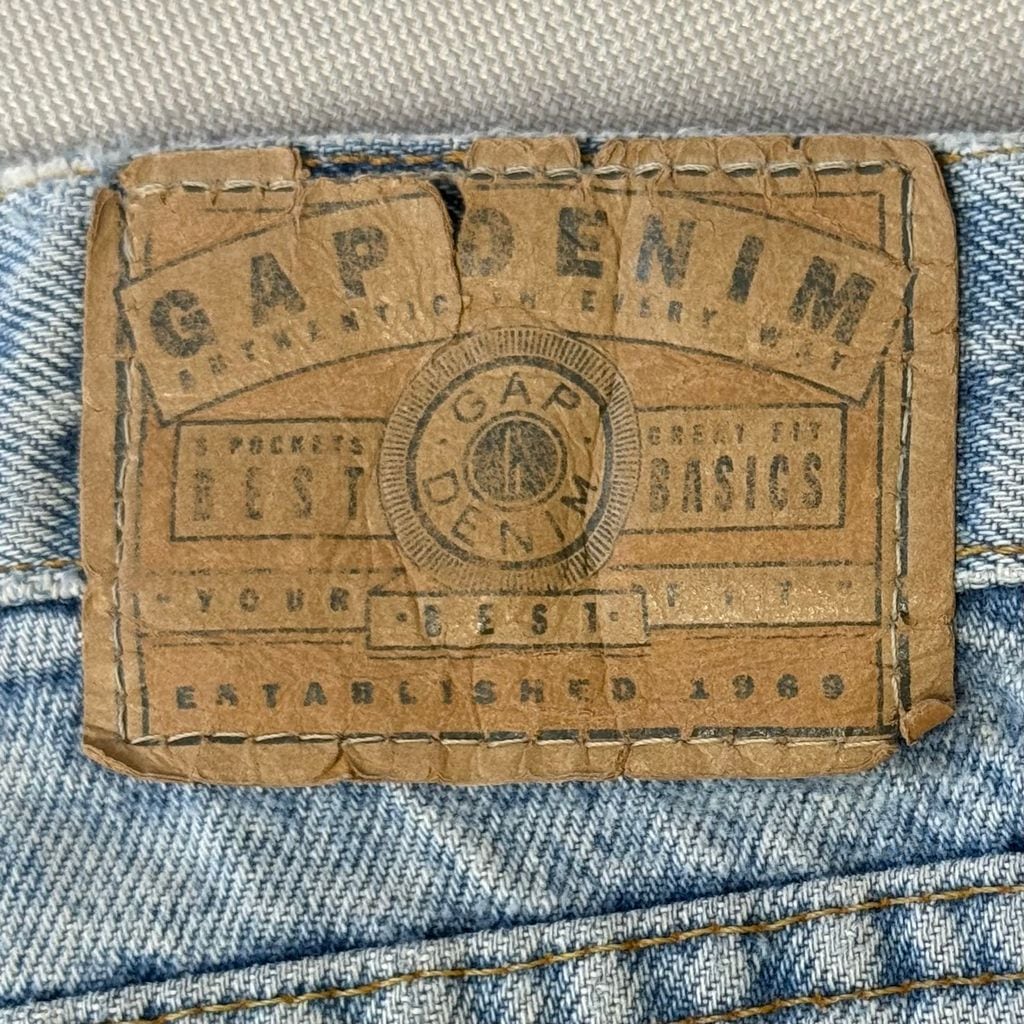 GAP DENIM
AUTHENTIC IN EVERY WAY
GAP
DENIM
5 POCKETS
BEST
GREAT FIT
BASICS
"YOUR
·BEST·
FIT"
ESTABLISHED 1969